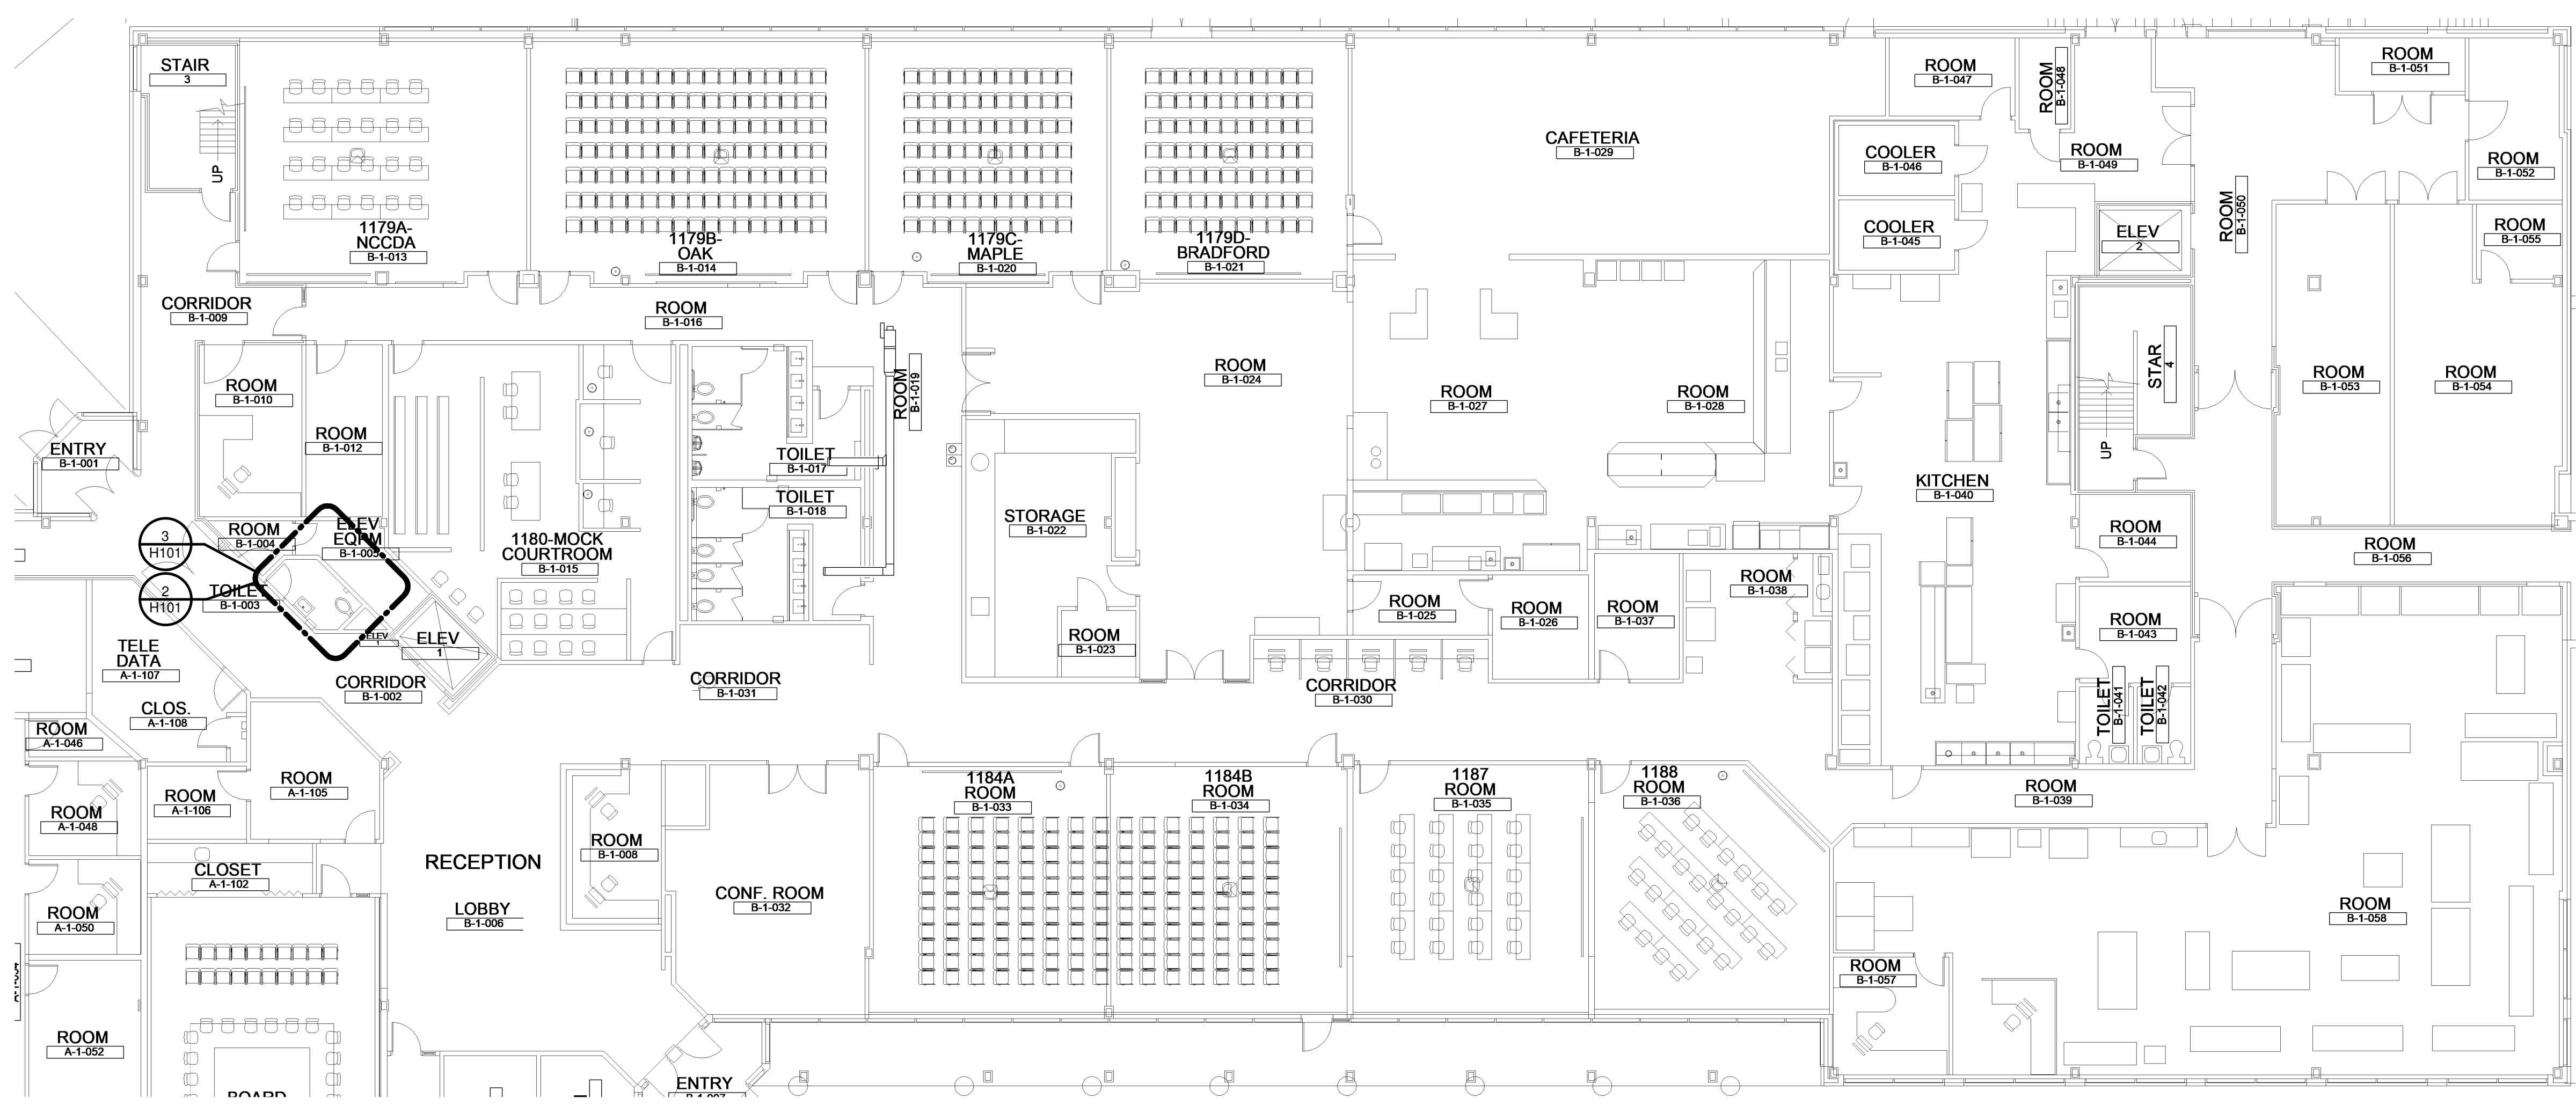 STAIR
3
1179A-
NCCDA
B-1-013
1179B-
OAK
B-1-014
1179C-
MAPLE
B-1-020
1179D-
BRADFORD
B-1-021
CAFETERIA
B-1-029
ROOM
B-1-047
ROOM
B-1-048
ROOM
B-1-049
ROOM
B-1-051
ROOM
B-1-052
COOLER
B-1-046
COOLER
B-1-045
ELEV
2
ROOM
B-1-050
ROOM
B-1-055
UP
CORRIDOR
B-1-009
ROOM
B-1-016
ROOM
B-1-019
ROOM
B-1-024
ROOM
B-1-027
ROOM
B-1-028
STAR
4
UP
ROOM
B-1-053
ROOM
B-1-054
ENTRY
B-1-001
ROOM
B-1-010
ROOM
B-1-012
TOILET
B-1-017
TOILET
B-1-018
STORAGE
B-1-022
KITCHEN
B-1-040
ROOM
B-1-044
ROOM
B-1-056
3
H101
2
H101
ROOM
B-1-004
ELEV
EQPM
B-1-005
TOILET
B-1-003
ELEV
1
ELEV
1
1180-MOCK
COURTROOM
B-1-015
ROOM
B-1-023
ROOM
B-1-025
ROOM
B-1-026
ROOM
B-1-037
ROOM
B-1-038
ROOM
B-1-043
TOILET
B-1-041
TOILET
B-1-042
TELE
DATA
A-1-107
CLOS.
A-1-108
CORRIDOR
B-1-002
CORRIDOR
B-1-031
CORRIDOR
B-1-030
ROOM
A-1-046
ROOM
A-1-048
ROOM
A-1-106
ROOM
A-1-105
ROOM
B-1-008
1184A
ROOM
B-1-033
1184B
ROOM
B-1-034
1187
ROOM
B-1-035
1188
ROOM
B-1-036
ROOM
B-1-039
CLOSET
A-1-102
RECEPTION
LOBBY
B-1-006
CONF. ROOM
B-1-032
ROOM
A-1-050
ROOM
B-1-057
ROOM
B-1-058
ROOM
A-1-052
BOARD
ENTRY
B-1-007